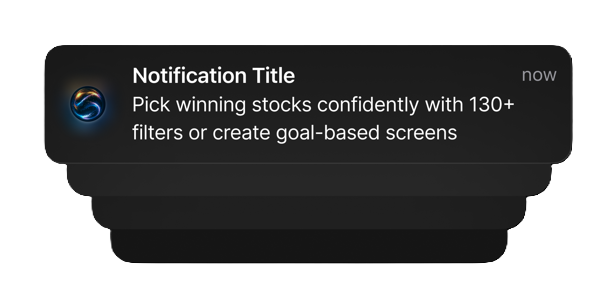 Notification Title
now
Pick winning stocks confidently with 130+
filters or create goal-based screens